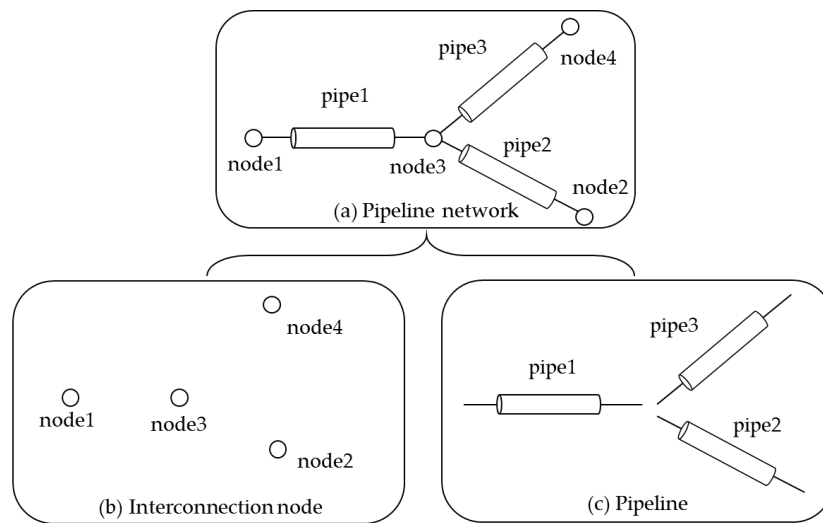 pipe3
node4
pipe1
pipe2
node1
node3
node2
(a) Pipeline network
node4
node1
node3
node2
(b) Interconnection node
pipe3
pipe1
pipe2
(c) Pipeline